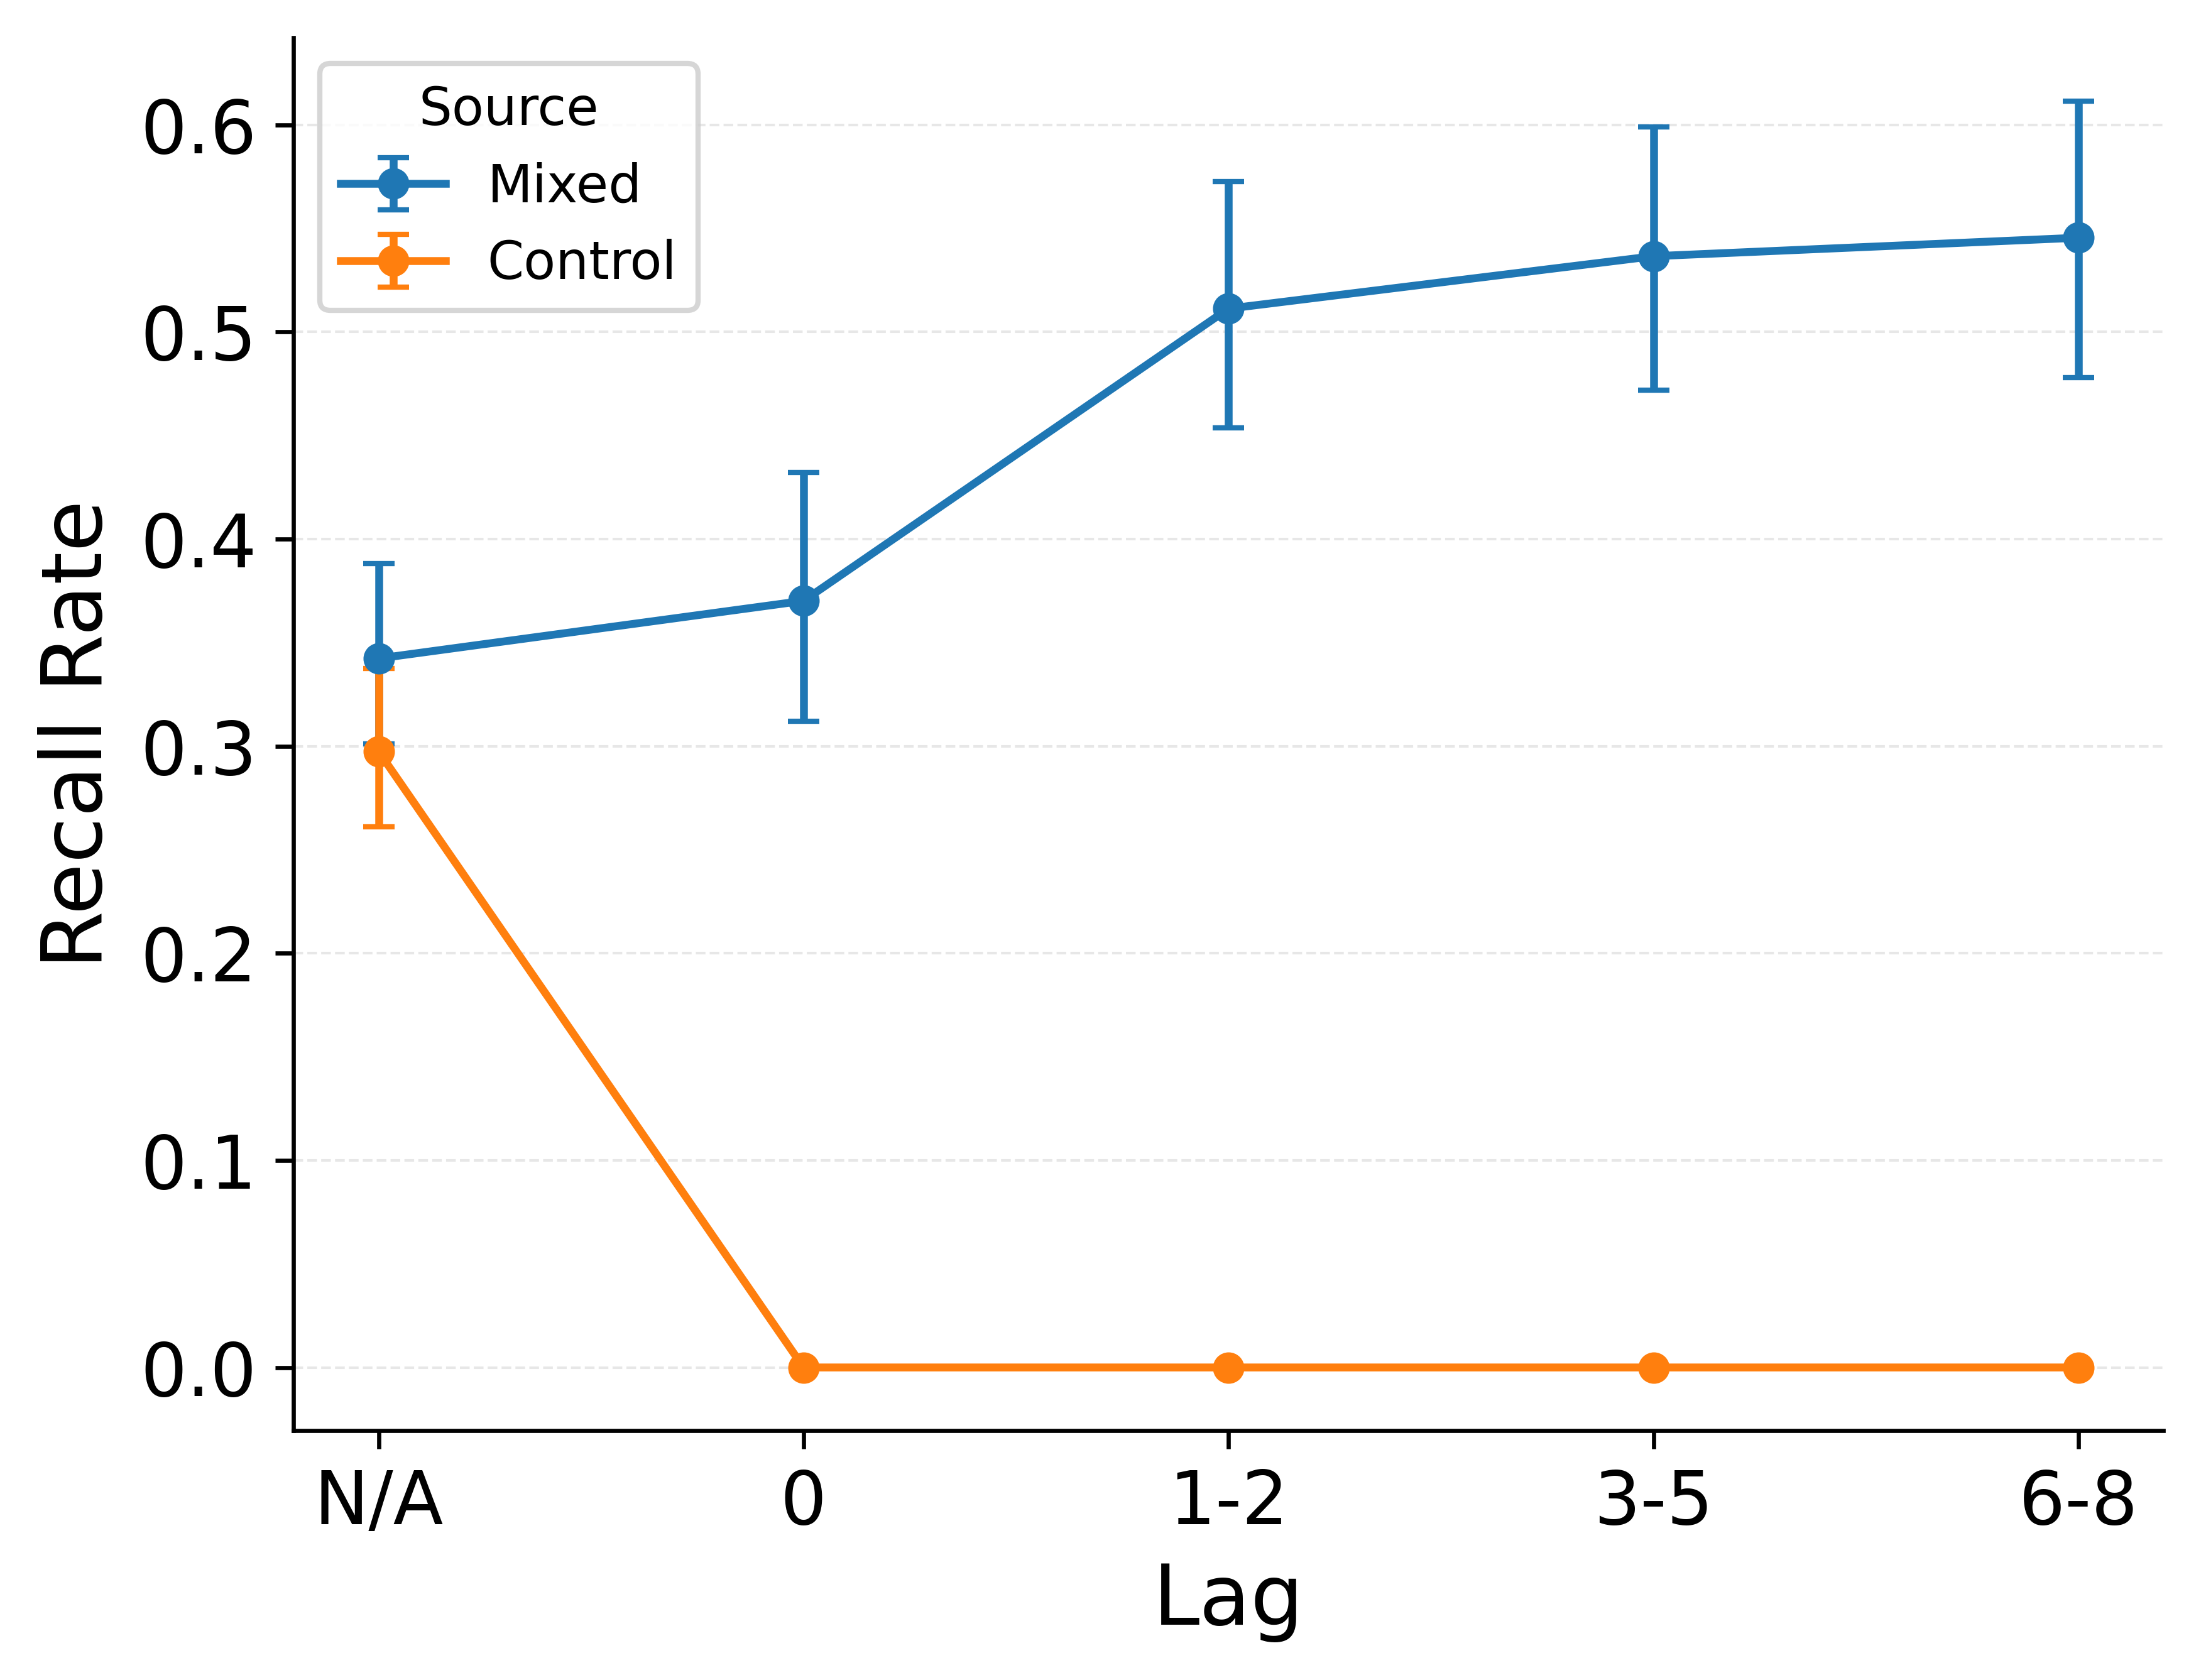 Source
Mixed
Control
Recall Rate
0.6
0.5
0.4
0.3
0.2
0.1
0.0
N/A 0 1-2 3-5 6-8
Lag